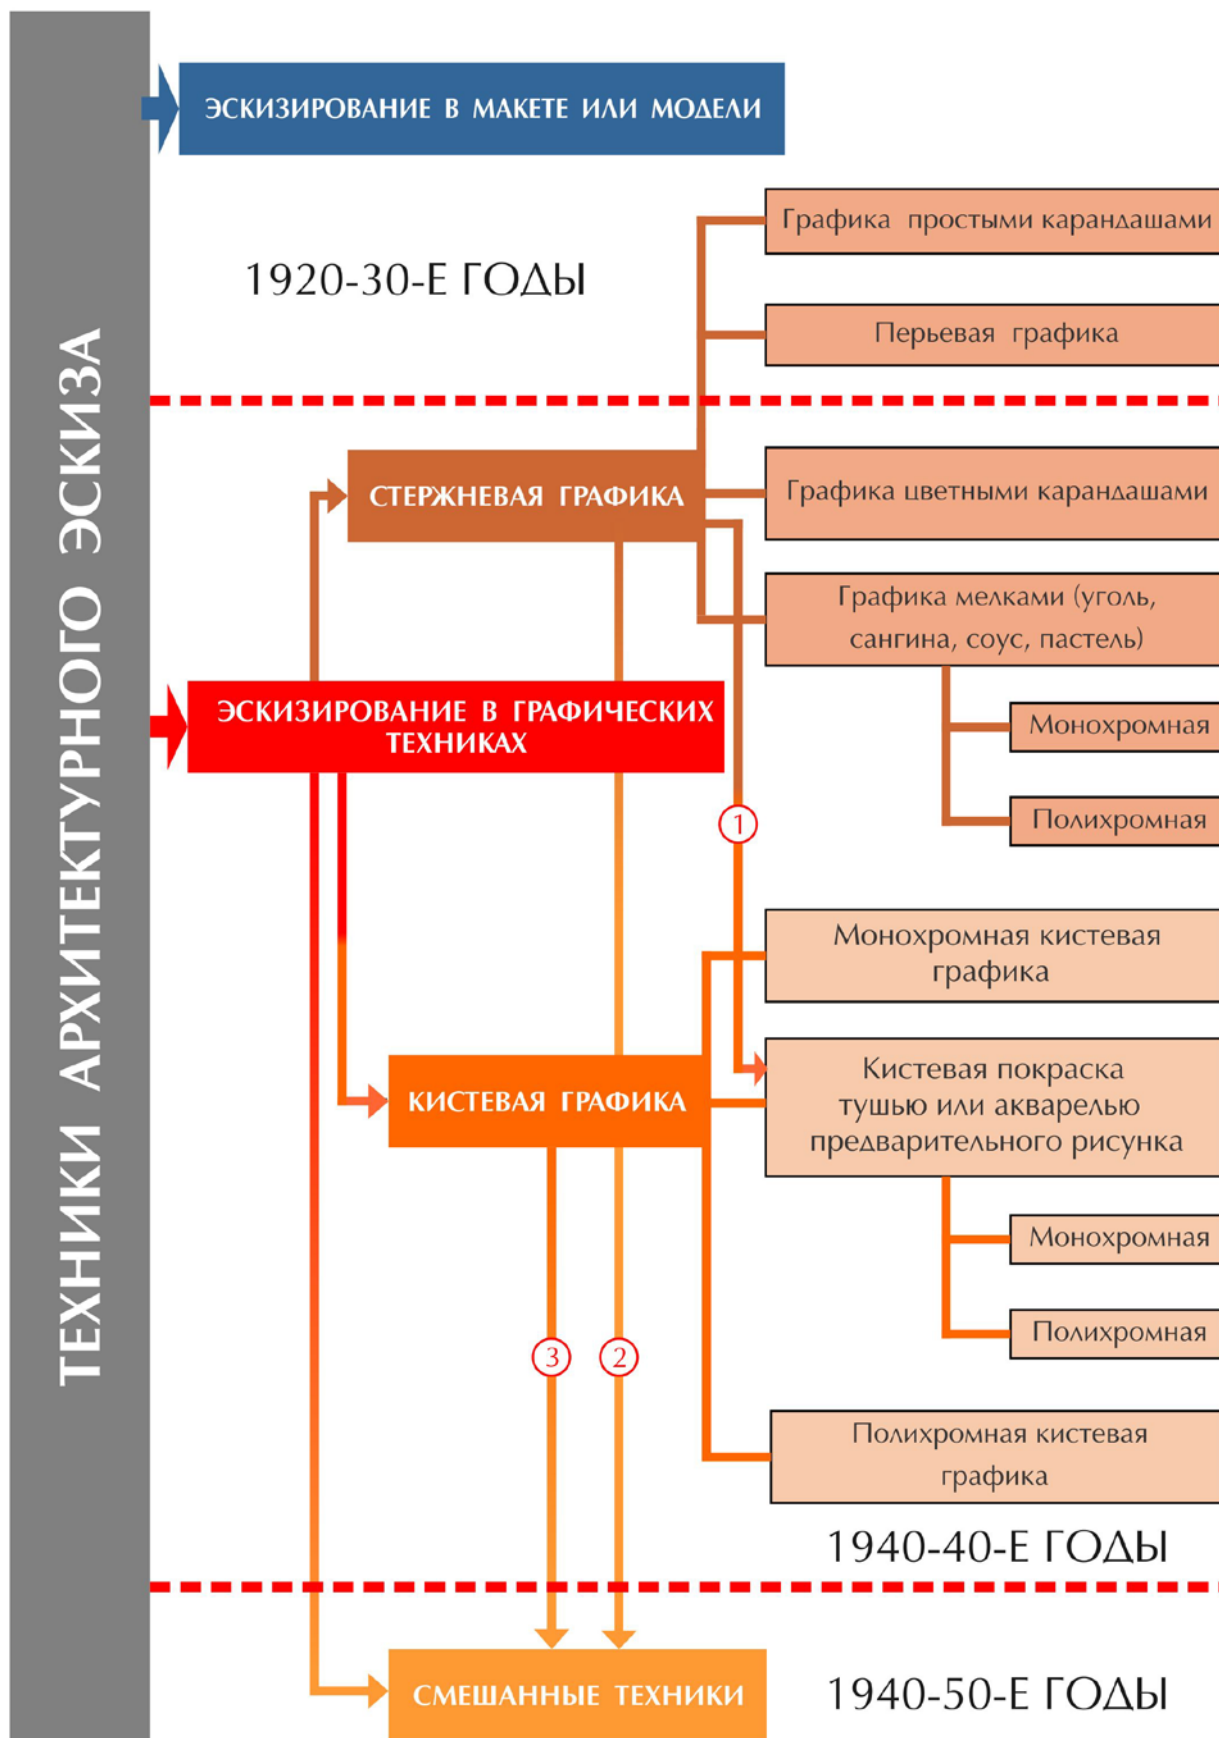 ТЕХНИКИ АРХИТЕКТУРНОГО ЭСКИЗА
ЭСКИЗИРОВАНИЕ В МАКЕТЕ ИЛИ МОДЕЛИ
1920-30-Е ГОДЫ
Графика простыми карандашами
Перьевая графика
СТЕРЖНЕВАЯ ГРАФИКА
Графика цветными карандашами
Графика мелками (уголь,
сангина, соус, пастель)
Монохромная
Полихромная
ЭСКИЗИРОВАНИЕ В ГРАФИЧЕСКИХ
ТЕХНИКАХ
1
Монохромная кистевая
графика
КИСТЕВАЯ ГРАФИКА
Кистевая покраска
тушью или акварелью
предварительного рисунка
Монохромная
Полихромная
3
2
Полихромная кистевая
графика
1940-40-Е ГОДЫ
СМЕШАННЫЕ ТЕХНИКИ
1940-50-Е ГОДЫ